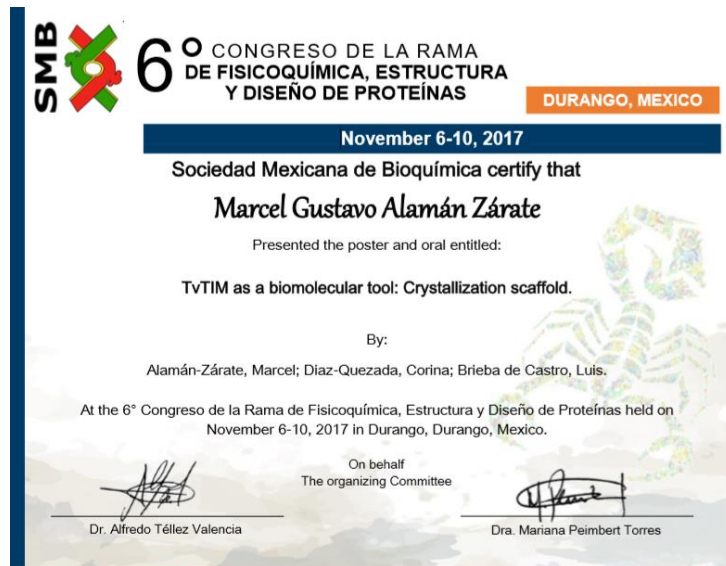 SMB
6° CONGRESO DE LA RAMA
DE FISICOQUÍMICA, ESTRUCTURA
Y DISEÑO DE PROTEÍNAS
DURANGO, MEXICO
November 6-10, 2017
Sociedad Mexicana de Bioquímica certify that
Marcel Gustavo Alamán Zárate
Presented the poster and oral entitled:
TvTIM as a biomolecular tool: Crystallization scaffold.
By:
Alamán-Zárate, Marcel; Diaz-Quezada, Corina; Brieba de Castro, Luis.
At the 6° Congreso de la Rama de Fisicoquímica, Estructura y Diseño de Proteínas held on
November 6-10, 2017 in Durango, Durango, Mexico.
On behalf
The organizing Committee
Dr. Alfredo Téllez Valencia
Dra. Mariana Peimbert Torres